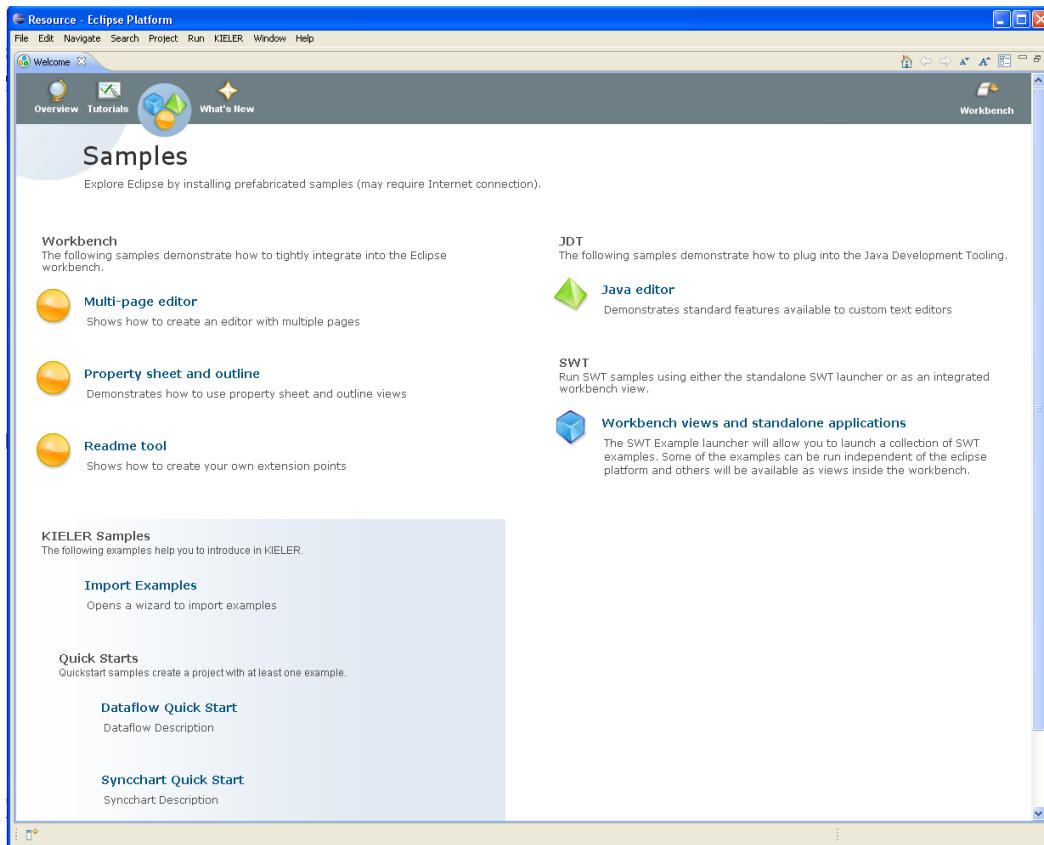 Resource - Eclipse Platform
File Edit Navigate Search Project Run KIELER Window Help
Welcome
Overview Tutorials What's New Workbench
Samples
Explore Eclipse by installing prefabricated samples (may require Internet connection).
Workbench
The following samples demonstrate how to tightly integrate into the Eclipse
workbench.
Multi-page editor
Shows how to create an editor with multiple pages
Property sheet and outline
Demonstrates how to use property sheet and outline views
Readme tool
Shows how to create your own extension points
JDT
The following samples demonstrate how to plug into the Java Development Tooling.
Java editor
Demonstrates standard features available to custom text editors
SWT
Run SWT samples using either the standalone SWT launcher or as an integrated
workbench view.
Workbench views and standalone applications
The SWT Example launcher will allow you to launch a collection of SWT
examples. Some of the examples can be run independent of the eclipse
platform and others will be available as views inside the workbench.
KIELER Samples
The following examples help you to introduce in KIELER.
Import Examples
Opens a wizard to import examples
Quick Starts
Quickstart samples create a project with at least one example.
Dataflow Quick Start
Dataflow Description
Syncchart Quick Start
Syncchart Description